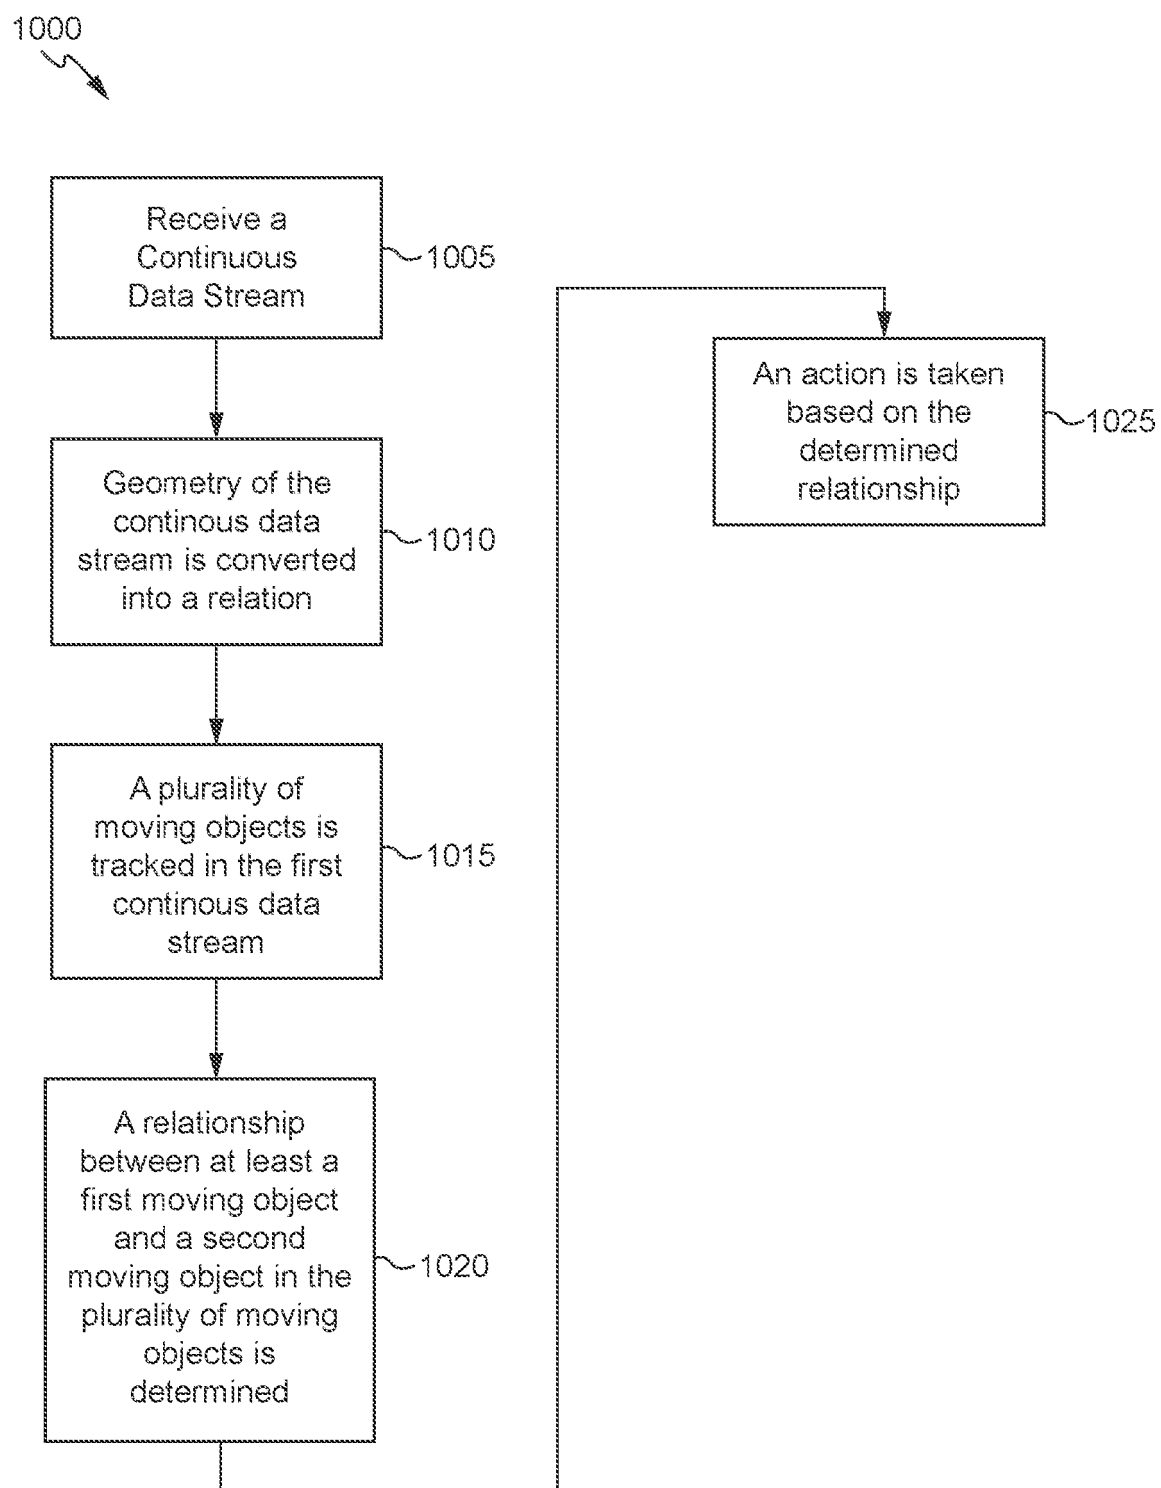 1000
Receive a
Continuous
Data Stream
1005
Geometry of the
continous data
stream is converted
into a relation
1010
A plurality of
moving objects is
tracked in the first
continous data
stream
1015
A relationship
between at least a
first moving object
and a second
moving object in the
plurality of moving
objects is
determined
1020
An action is taken
based on the
determined
relationship
1025